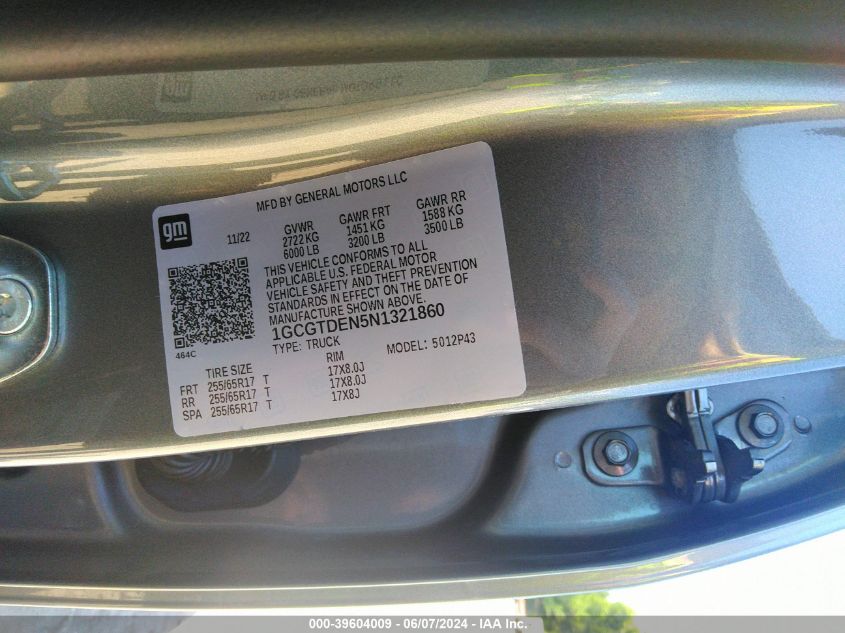 MFD BY GENERAL MOTORS LLC
gm
11/22
GVWR GAWR FRT GAWR RR
2722 KG 1451 KG 1588 KG
6000 LB 3200 LB 3500 LB
THIS VEHICLE CONFORMS TO ALL
APPLICABLE U.S. FEDERAL MOTOR
VEHICLE SAFETY AND THEFT PREVENTION
STANDARDS IN EFFECT ON THE DATE OF
MANUFACTURE SHOWN ABOVE.
1GCGTDEN5N1321860
464C
TYPE: TRUCK MODEL: 5012P43
TIRE SIZE RIM
FRT 255/65R17 T 17X8.0J
RR 255/65R17 T 17X8.0J
SPA 255/65R17 T 17X8J
000-39604009 — 06/07/2024 - IAA Inc.